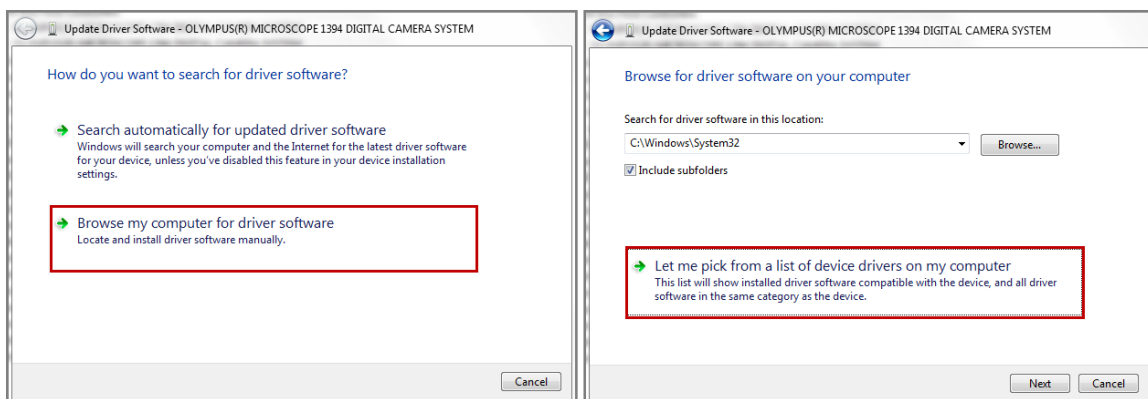 Update Driver Software - OLYMPUS(R) MICROSCOPE 1394 DIGITAL CAMERA SYSTEM
How do you want to search for driver software?
Search automatically for updated driver software
Windows will search your computer and the Internet for the latest driver software
for your device, unless you've disabled this feature in your device installation
settings.
Browse my computer for driver software
Locate and install driver software manually.
Cancel
Update Driver Software - OLYMPUS(R) MICROSCOPE 1394 DIGITAL CAMERA SYSTEM
Browse for driver software on your computer
Search for driver software in this location:
C:\Windows\System32
Browse...
Include subfolders
Let me pick from a list of device drivers on my computer
This list will show installed driver software compatible with the device, and all driver
software in the same category as the device.
Next Cancel